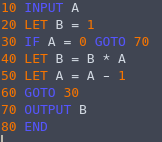 10 INPUT A
20 LET B = 1
30 IF A = 0 GOTO 70
40 LET B = B * A
50 LET A = A - 1
60 GOTO 30
70 OUTPUT B
80 END